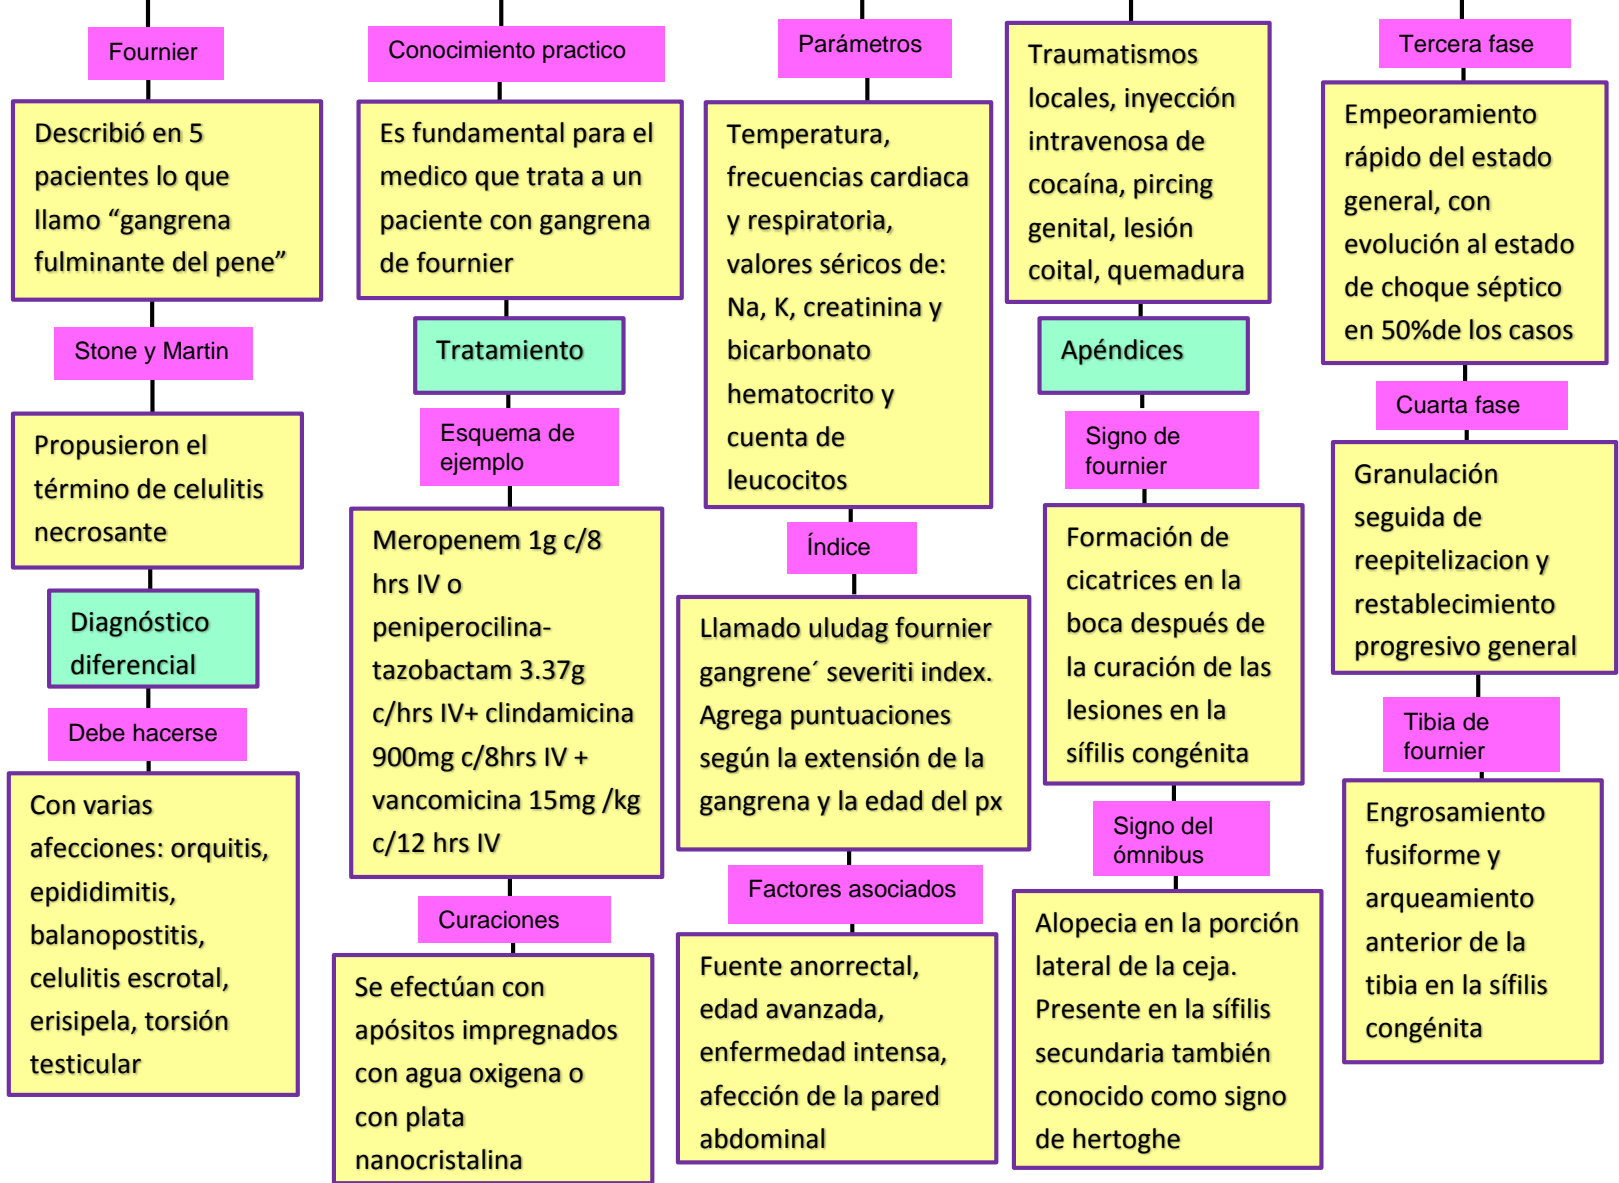 Fournier
Describió en 5
pacientes lo que
llamo “gangrena
fulminante del pene”
Stone y Martin
Propusieron el
término de celulitis
necrosante
Diagnóstico
diferencial
Debe hacerse
Con varias
afecciones: orquitis,
epididimitis,
balanopostitis,
celulitis escrotal,
erisipela, torsión
testicular
Conocimiento practico
Es fundamental para el
medico que trata a un
paciente con gangrena
de fournier
Tratamiento
Esquema de
ejemplo
Meropenem 1g c/8
hrs IV o
peniperocilina-
tazobactam 3.37g
c/hrs IV+ clindamicina
900mg c/8hrs IV +
vancomicina 15mg /kg
c/12 hrs IV
Curaciones
Se efectúan con
apósitos impregnados
con agua oxigena o
con plata
nanocristalina
Parámetros
Temperatura,
frecuencias cardiaca
y respiratoria,
valores séricos de:
Na, K, creatinina y
bicarbonato
hematocrito y
cuenta de
leucocitos
Índice
Llamado uludag fournier
gangrene´ severiti index.
Agrega puntuaciones
según la extensión de la
gangrena y la edad del px
Factores asociados
Fuente anorrectal,
edad avanzada,
enfermedad intensa,
afección de la pared
abdominal
Traumatismos
locales, inyección
intravenosa de
cocaína, pircing
genital, lesión
coital, quemadura
Apéndices
Signo de
fournier
Formación de
cicatrices en la
boca después de
la curación de las
lesiones en la
sífilis congénita
Signo del
ómnibus
Alopecia en la porción
lateral de la ceja.
Presente en la sífilis
secundaria también
conocido como signo
de hertoghe
Tercera fase
Empeoramiento
rápido del estado
general, con
evolución al estado
de choque séptico
en 50%de los casos
Cuarta fase
Granulación
seguida de
reepitelizacion y
restablecimiento
progresivo general
Tibia de
fournier
Engrosamiento
fusiforme y
arqueamiento
anterior de la
tibia en la sífilis
congénita